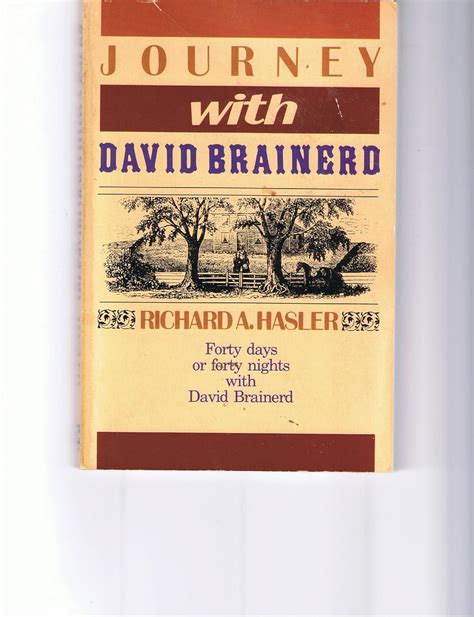 JOURNEY
with
DAVID BRAINERD
RICHARD A. HASLER
Forty days
or forty nights
with
David Brainerd